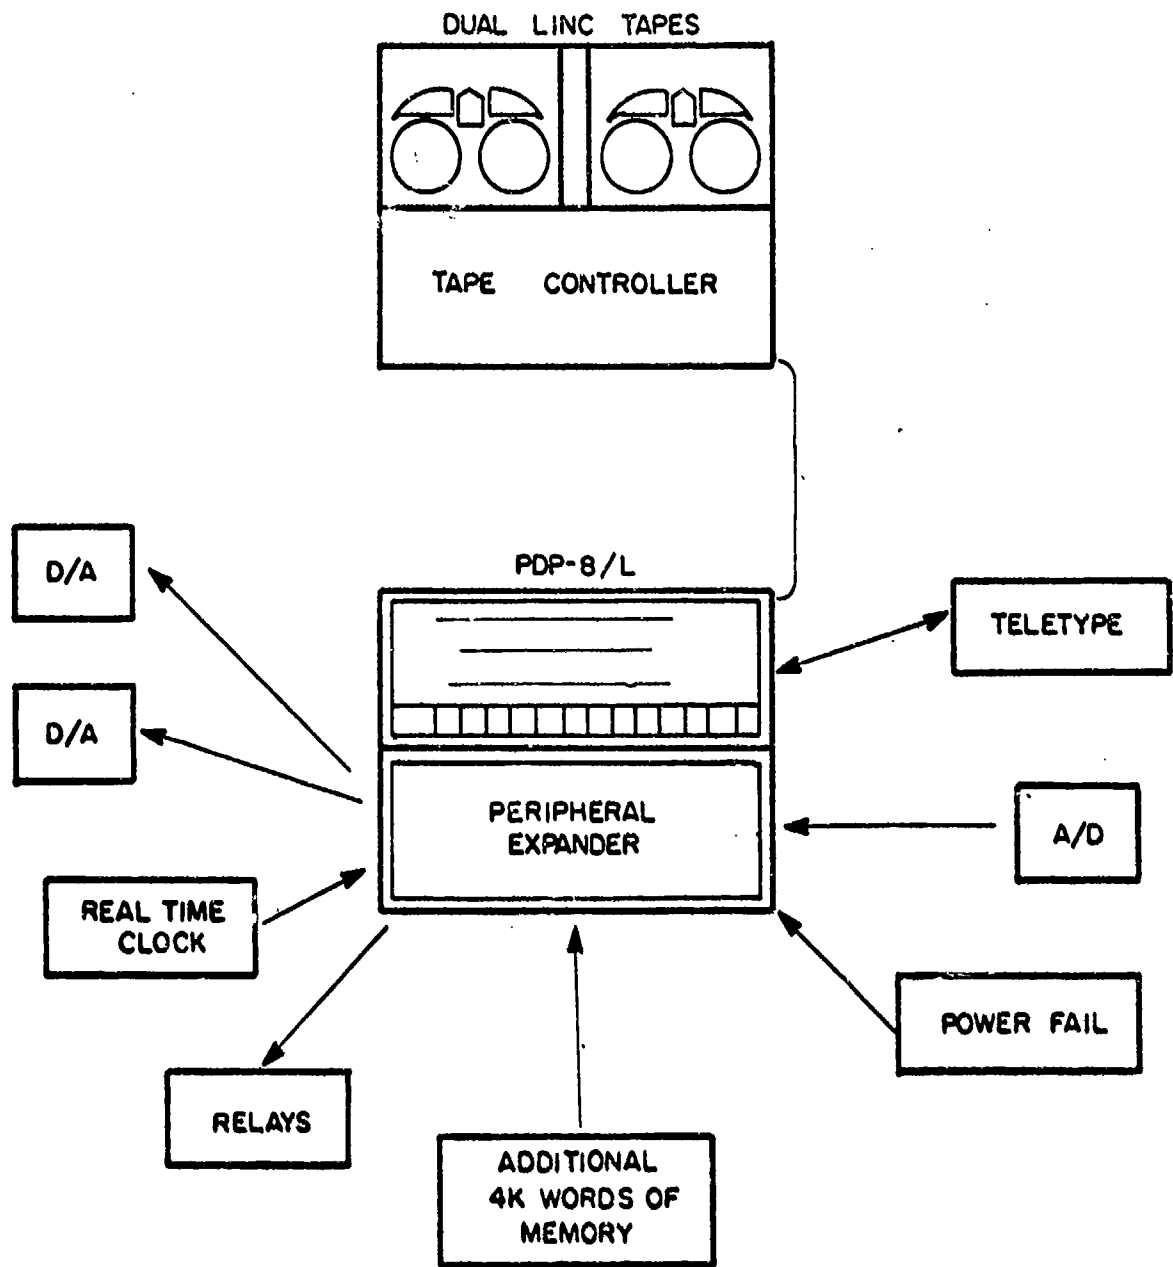 DUAL LINC TAPES
TAPE CONTROLLER
D/A
PDP-8/L
TELETYPE
D/A
PERIPHERAL
EXPANDER
A/D
REAL TIME
CLOCK
POWER FAIL
RELAYS
ADDITIONAL
4K WORDS OF
MEMORY